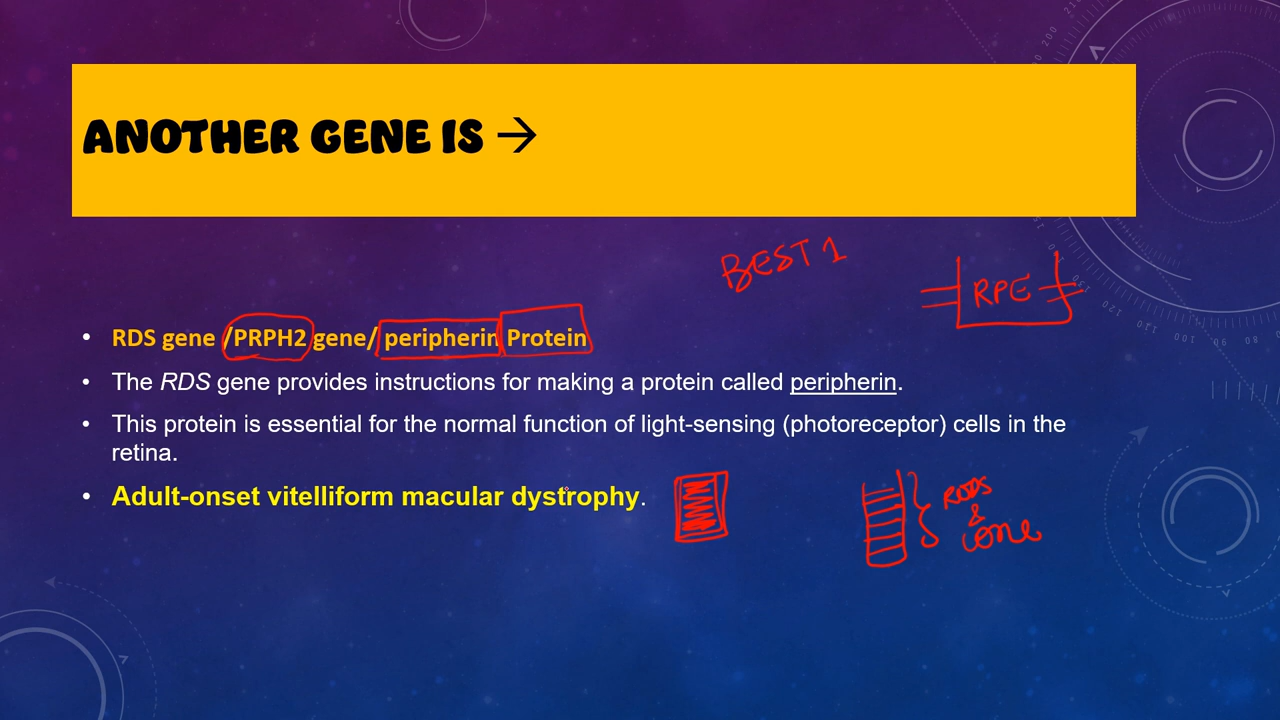 ANOTHER GENE IS →
BEST 1
RPE
• RDS gene /PRPH2 gene/ peripherin Protein
• The RDS gene provides instructions for making a protein called peripherin.
• This protein is essential for the normal function of light-sensing (photoreceptor) cells in the
retina.
• Adult-onset vitelliform macular dystrophy.
RODS
&
cone